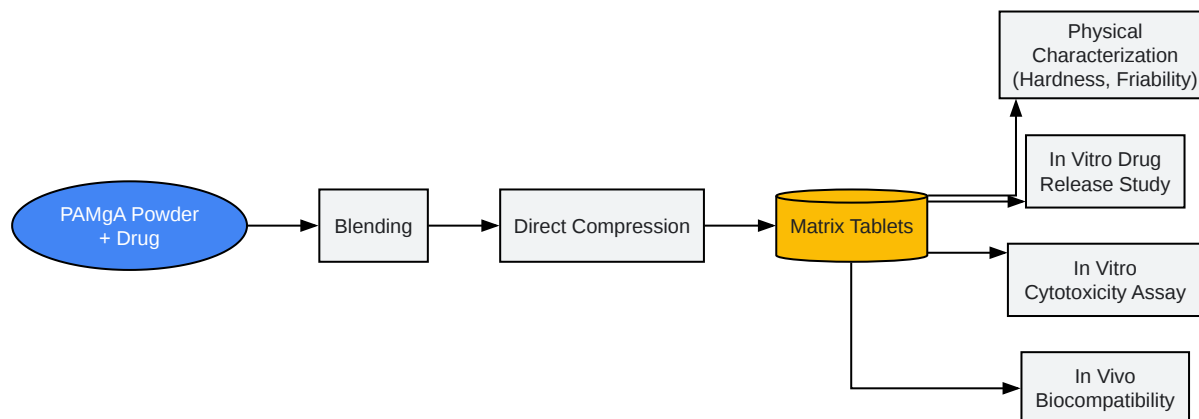 PAMgA Powder
+ Drug
Blending
Direct Compression
Matrix Tablets
Physical
Characterization
(Hardness, Friability)
In Vitro Drug
Release Study
In Vitro
Cytotoxicity Assay
In Vivo
Biocompatibility